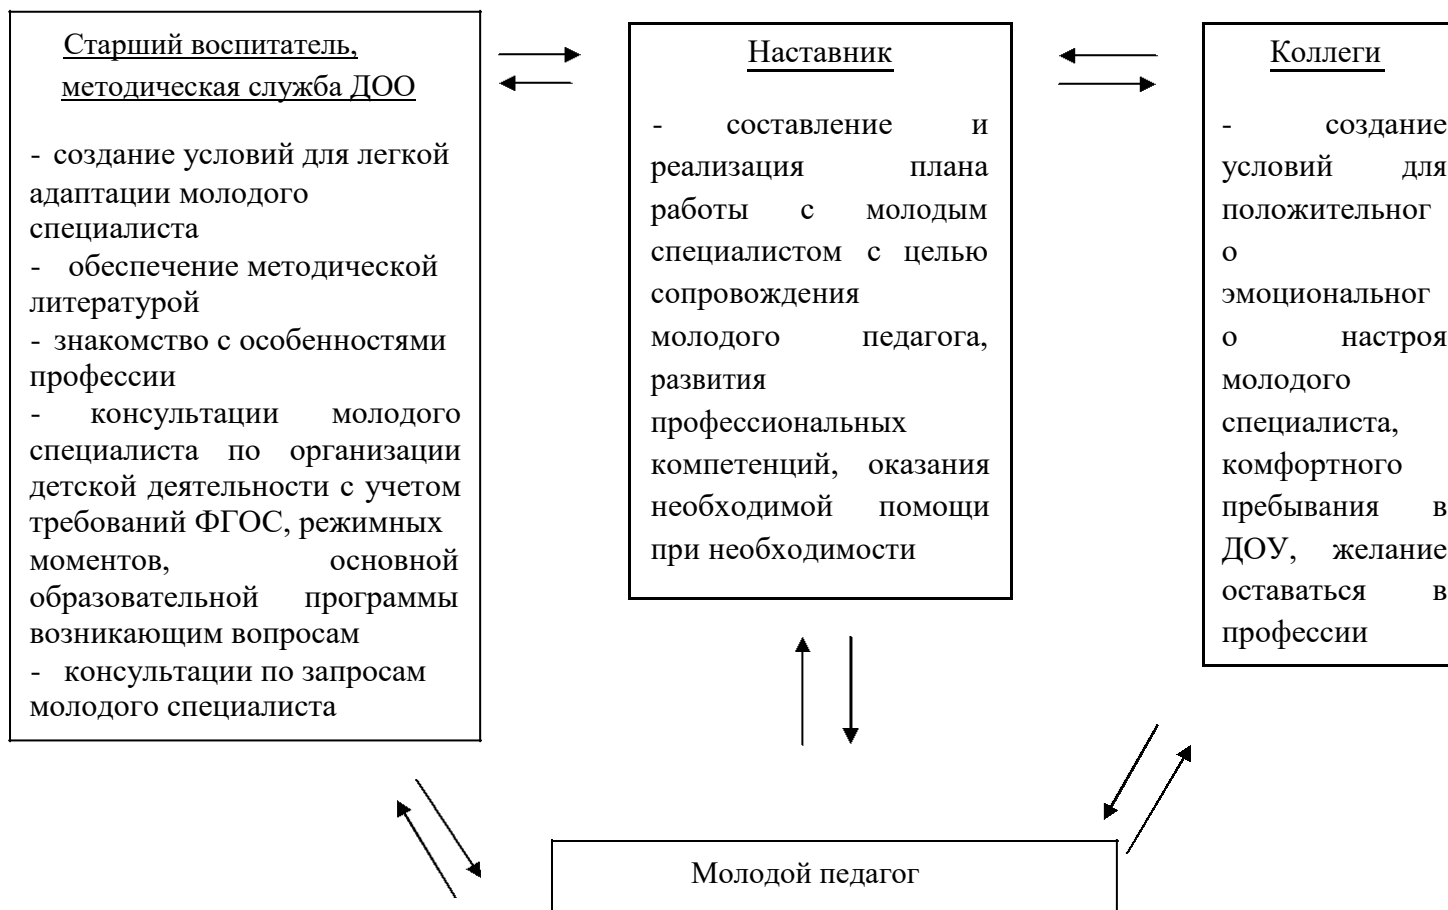 Старший воспитатель,
методическая служба ДОО
- создание условий для легкой
адаптации молодого
специалиста
- обеспечение методической
литературой
- знакомство с особенностями
профессии
- консультации молодого
специалиста по организации
детской деятельности с учетом
требований ФГОС, режимных
моментов, основной
образовательной программы
возникающим вопросам
- консультации по запросам
молодого специалиста
Наставник
- составление и
реализация плана
работы с молодым
специалистом с целью
сопровождения
молодого педагога,
развития
профессиональных
компетенций, оказания
необходимой помощи
при необходимости
Коллеги
- создание
условий для
положительног
о
эмоциональног
о настроя
молодого
специалиста,
комфортного
пребывания в
ДОУ, желание
оставаться в
профессии
Молодой педагог